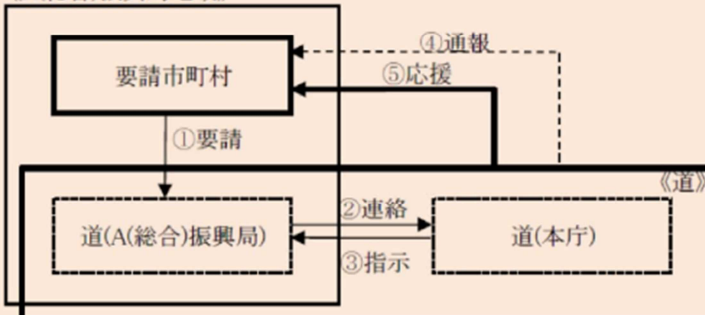 ④通報
要請市町村
⑤応援
①要請
《道》
②連絡
道(A(総合)振興局)
道(本庁)
③指示